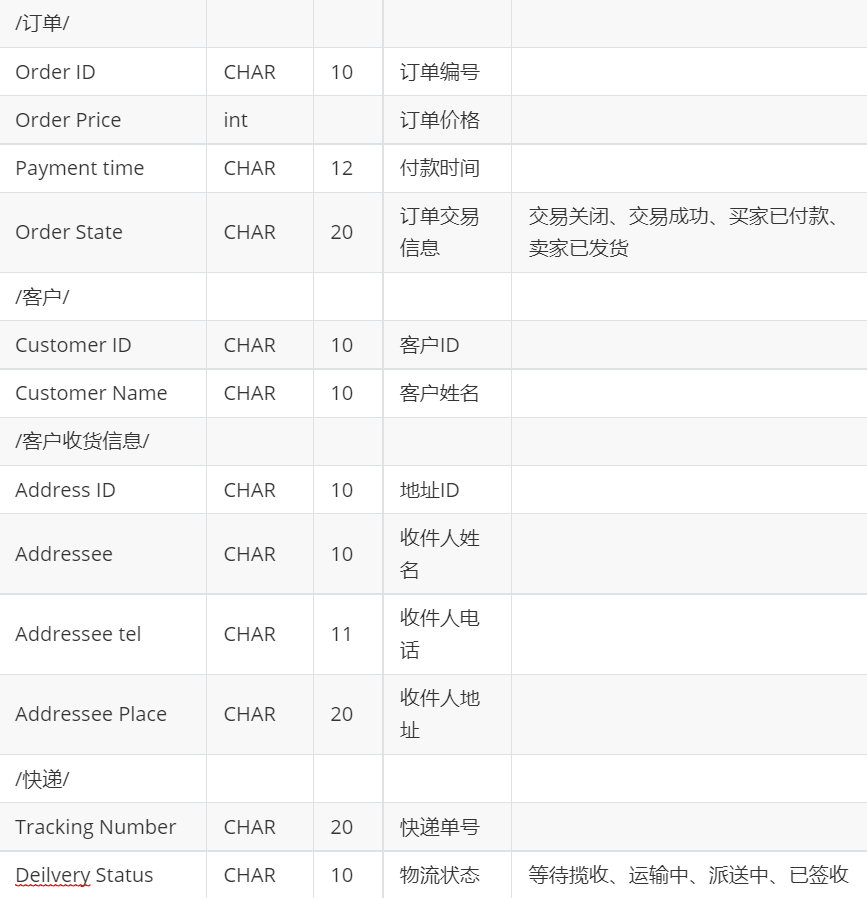 /订单/
Order ID CHAR 10 订单编号
Order Price int 订单价格
Payment time CHAR 12 付款时间
Order State CHAR 20 订单交易信息 交易关闭、交易成功、买家已付款、卖家已发货
/客户/
Customer ID CHAR 10 客户ID
Customer Name CHAR 10 客户姓名
/客户收货信息/
Address ID CHAR 10 地址ID
Addressee CHAR 10 收件人姓名
Addressee tel CHAR 11 收件人电话
Addressee Place CHAR 20 收件人地址
/快递/
Tracking Number CHAR 20 快递单号
Deilvery Status CHAR 10 物流状态 等待揽收、运输中、派送中、已签收